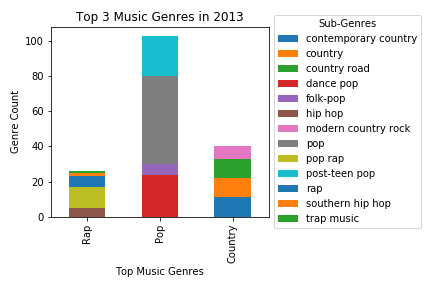 Top 3 Music Genres in 2013
Genre Count
100
80
60
40
20
0
Rap
Pop
Country
Top Music Genres
Sub-Genres
contemporary country
country
country road
dance pop
folk-pop
hip hop
modern country rock
pop
pop rap
post-teen pop
rap
southern hip hop
trap music